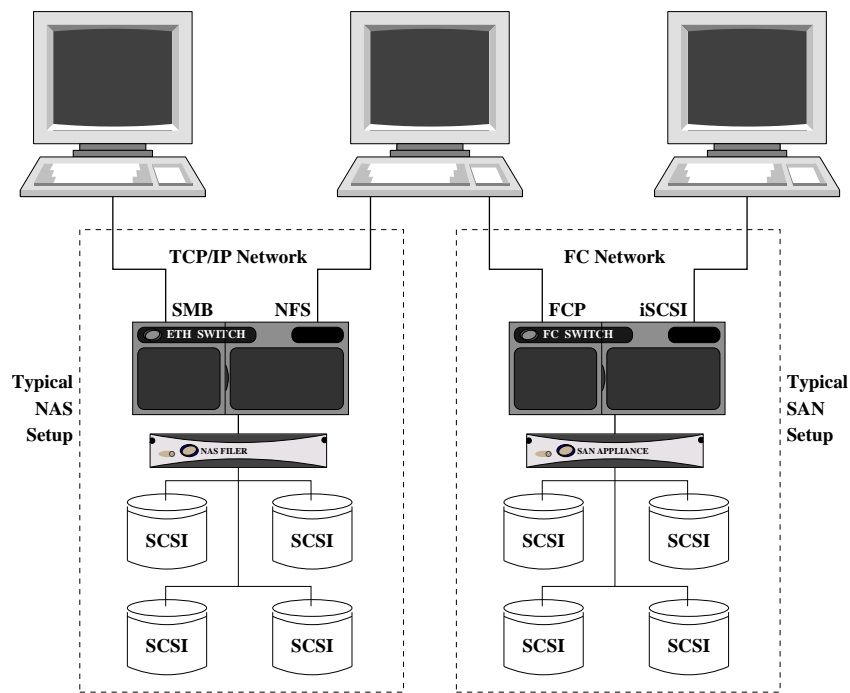 TCP/IP Network
FC Network
SMB
NFS
FCP
iSCSI
ETH SWITCH
FC SWITCH
Typical
NAS
Setup
Typical
SAN
Setup
NAS FILER
SAN APPLIANCE
SCSI
SCSI
SCSI
SCSI
SCSI
SCSI
SCSI
SCSI